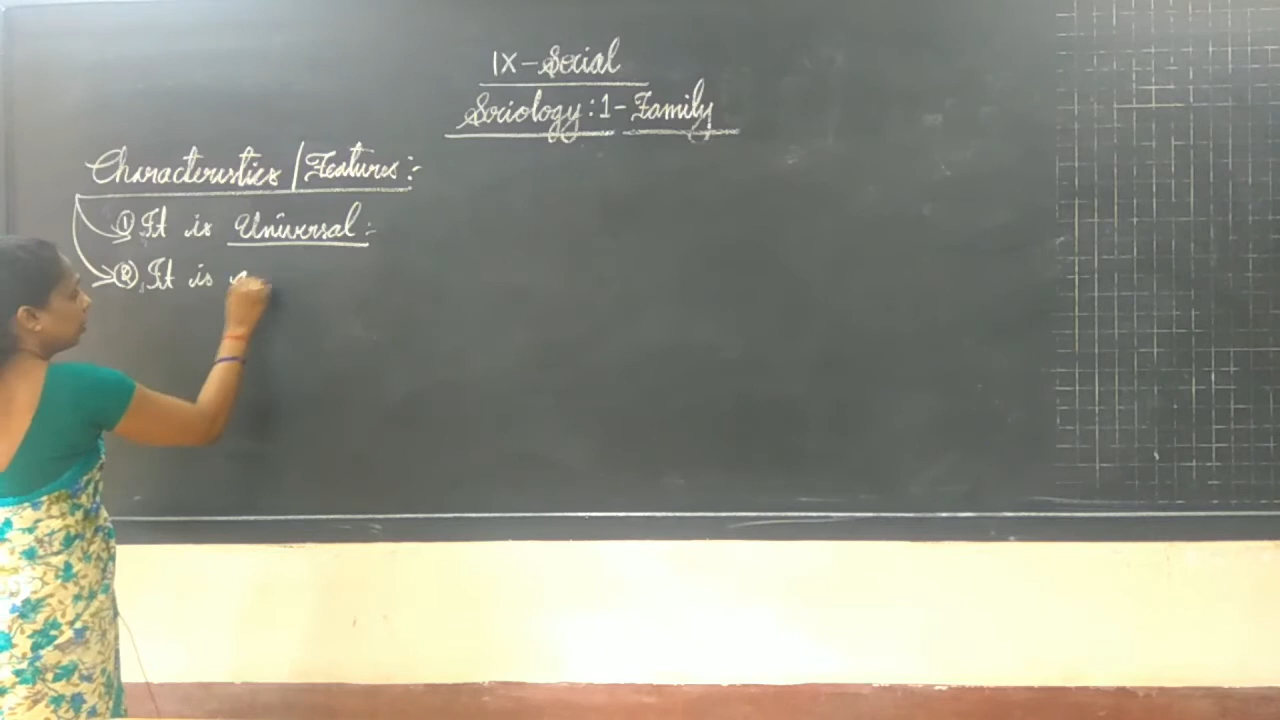 IX - Social
Sociology : 1 - Family
Characteristics / Features :-
① It is Universal :-
②. It is